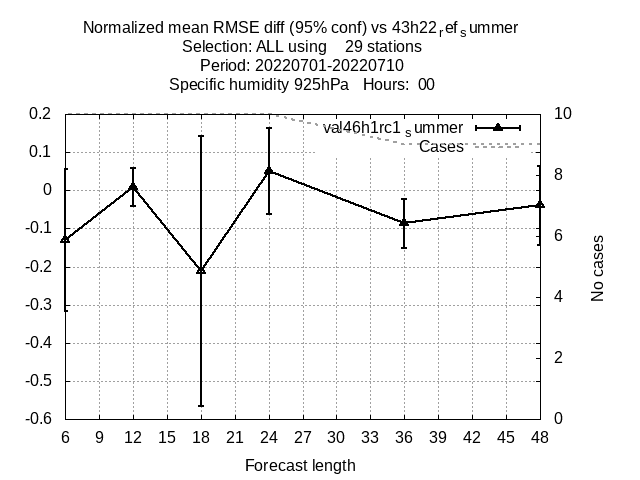 Normalized mean RMSE diff (95% conf) vs 43h22refsummer
Selection: ALL using 29 stations
Period: 20220701-20220710
Specific humidity 925hPa Hours: 00
val46h1rc1summer
Cases
0.2
0.1
0
-0.1
-0.2
-0.3
-0.4
-0.5
-0.6
10
8
6
4
2
0
No cases
6 9 12 15 18 21 24 27 30 33 36 39 42 45 48
Forecast length